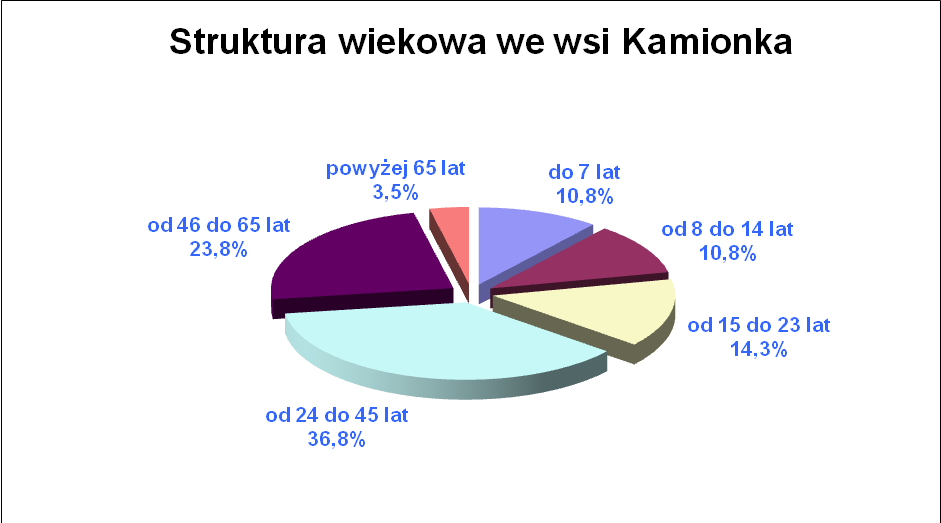 Struktura wiekowa we wsi Kamionka
powyżej 65 lat
3,5%
do 7 lat
10,8%
od 46 do 65 lat
23,8%
od 8 do 14 lat
10,8%
od 15 do 23 lat
14,3%
od 24 do 45 lat
36,8%